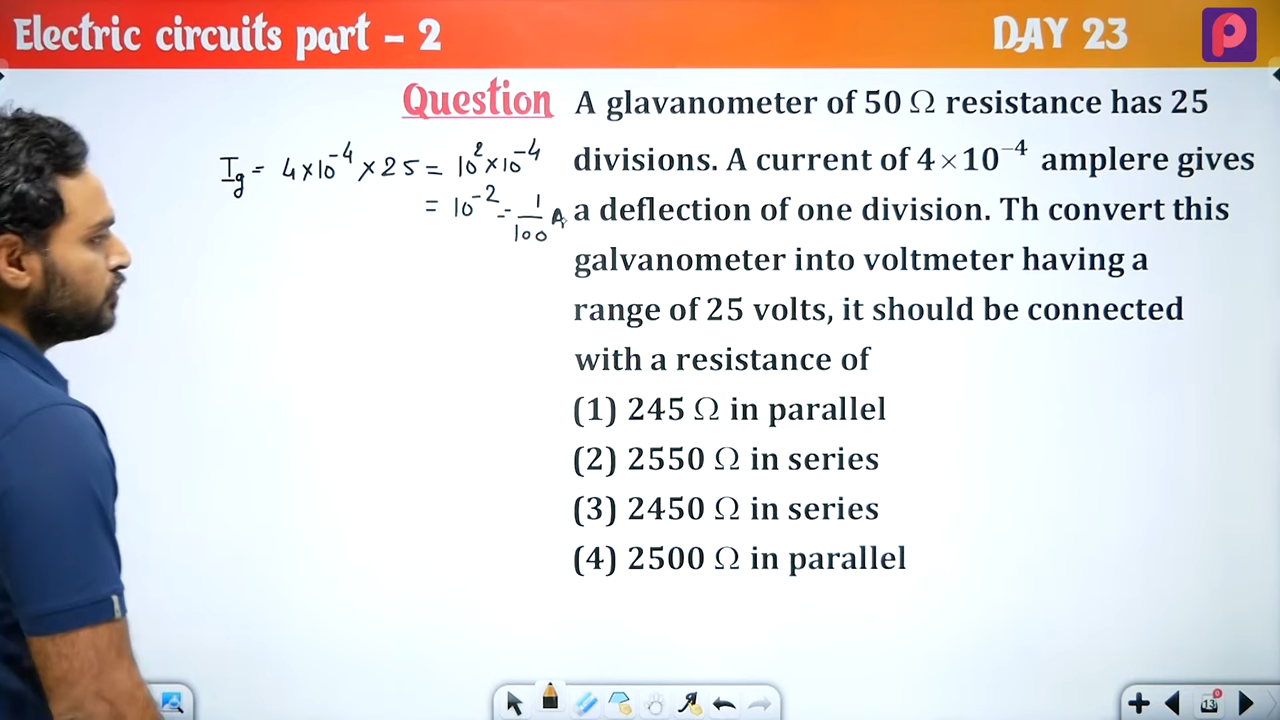 Electric circuits part – 2
DAY 23
Question A glavanometer of 50 Ω resistance has 25
divisions. A current of 4×10⁻⁴ amplere gives
a deflection of one division. Th convert this
galvanometer into voltmeter having a
range of 25 volts, it should be connected
with a resistance of
(1) 245 Ω in parallel
(2) 2550 Ω in series
(3) 2450 Ω in series
(4) 2500 Ω in parallel
Ig = 4×10⁻⁴ × 25 = 10² × 10⁻⁴
= 10⁻² = 1/100 A
13